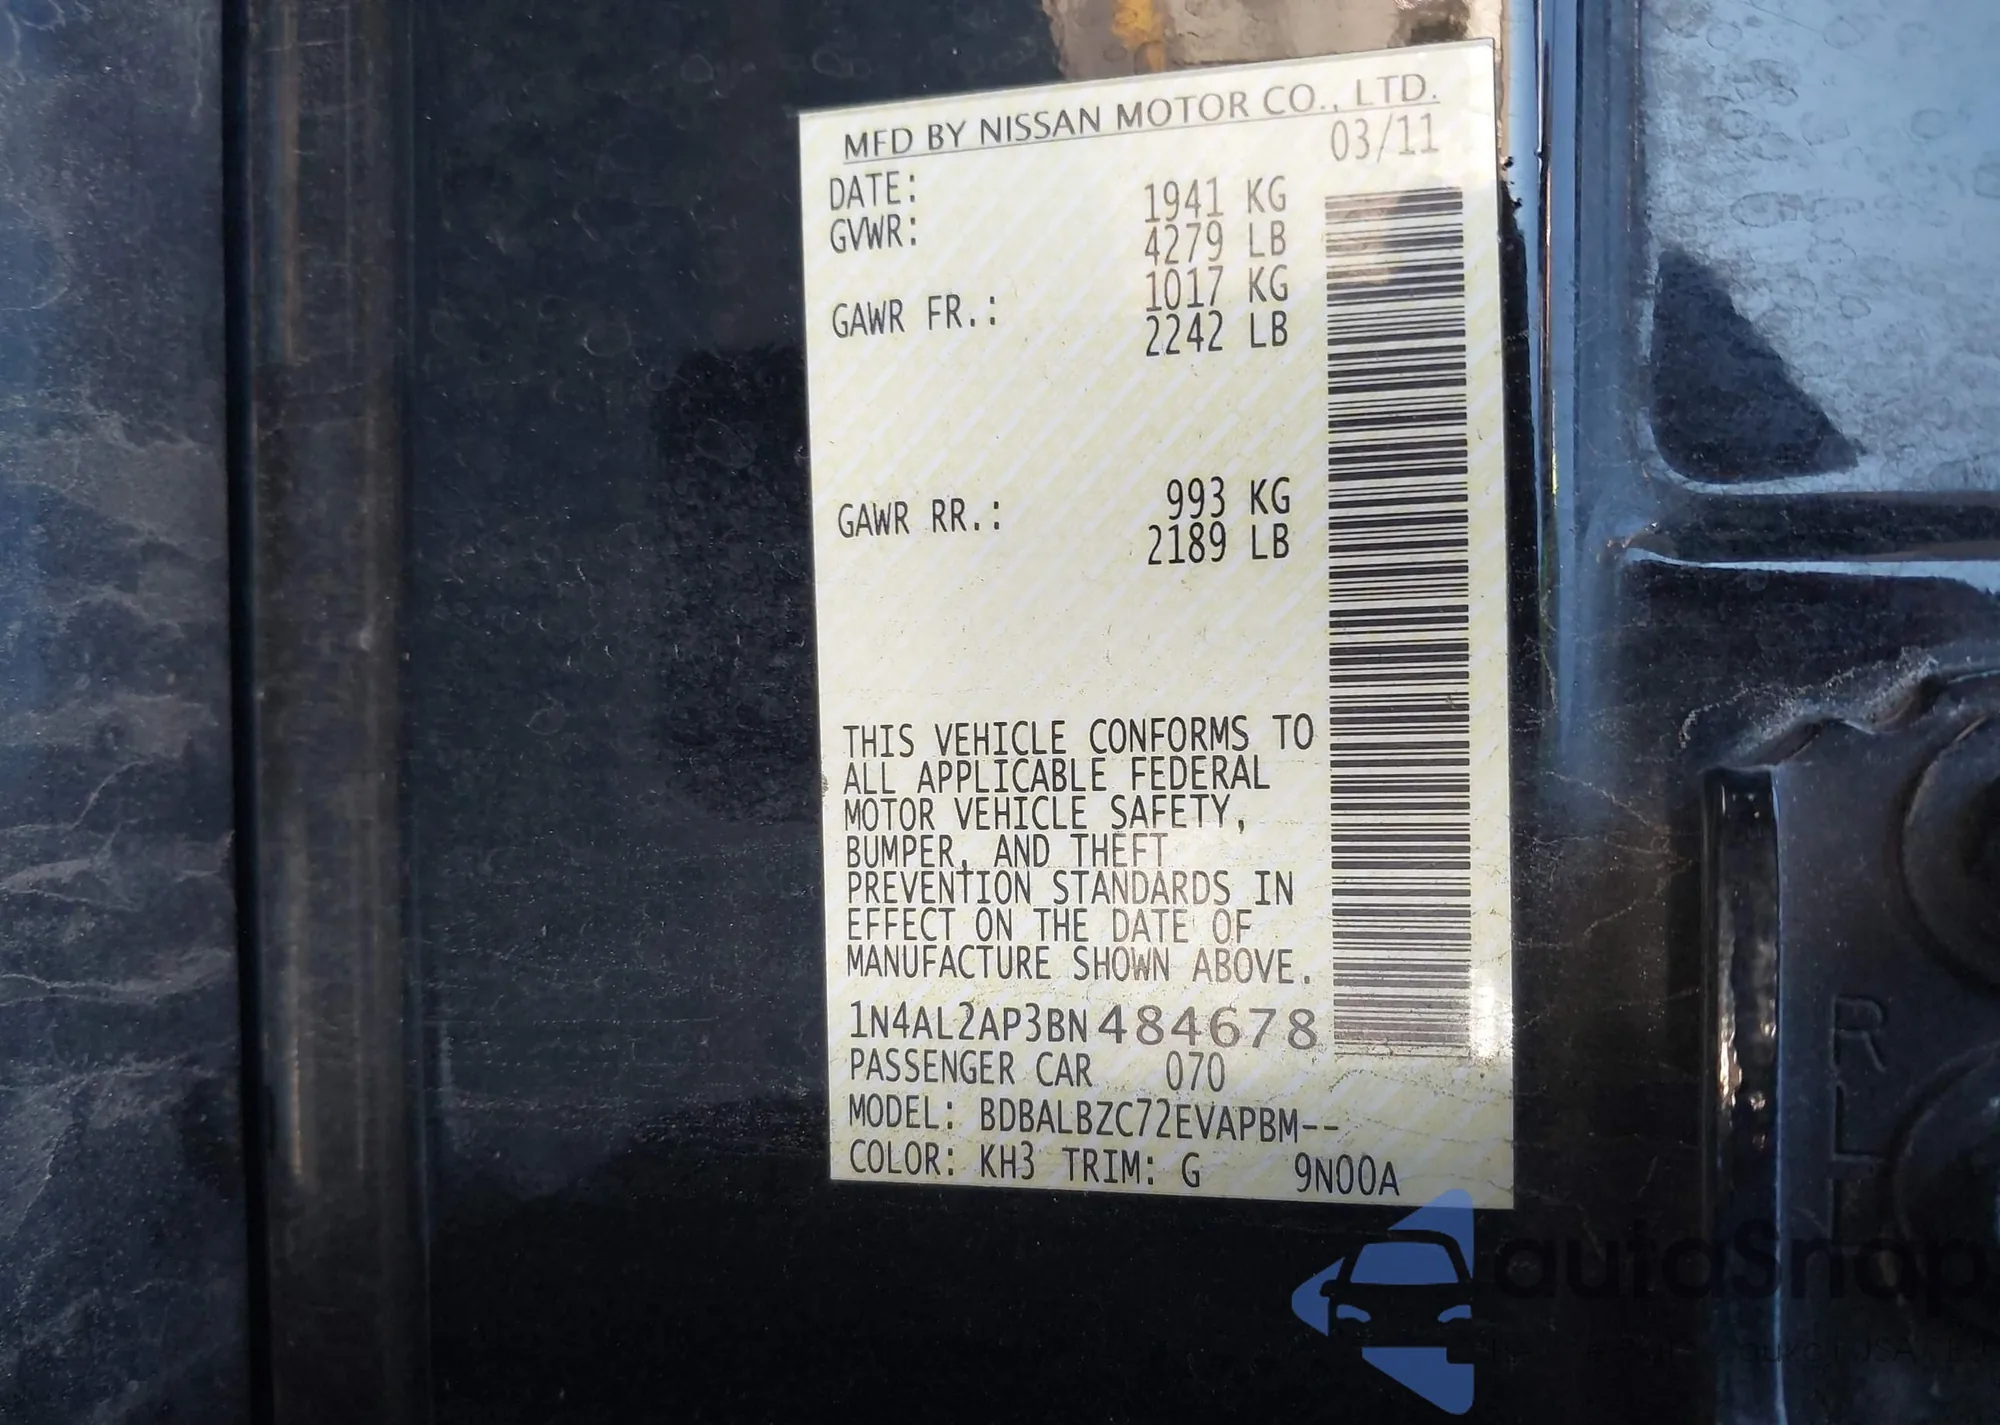 MFD BY NISSAN MOTOR CO., LTD.
DATE: 03/11
GVWR: 1941 KG
4279 LB
GAWR FR.: 1017 KG
2242 LB
GAWR RR.: 993 KG
2189 LB
THIS VEHICLE CONFORMS TO
ALL APPLICABLE FEDERAL
MOTOR VEHICLE SAFETY,
BUMPER, AND THEFT
PREVENTION STANDARDS IN
EFFECT ON THE DATE OF
MANUFACTURE SHOWN ABOVE.
1N4AL2AP3BN484678
PASSENGER CAR 070
MODEL: BDBALBZC72EVAPBM--
COLOR: KH3 TRIM: G 9N00A
autoSnap